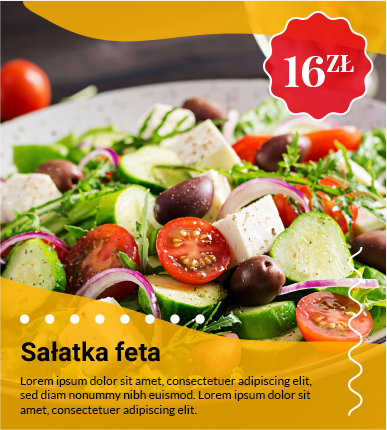 16ZŁ
Sałatka feta
Lorem ipsum dolor sit amet, consectetuer adipiscing elit,
sed diam nonummy nibh euismod. Lorem ipsum dolor sit
amet, consectetuer adipiscing elit.